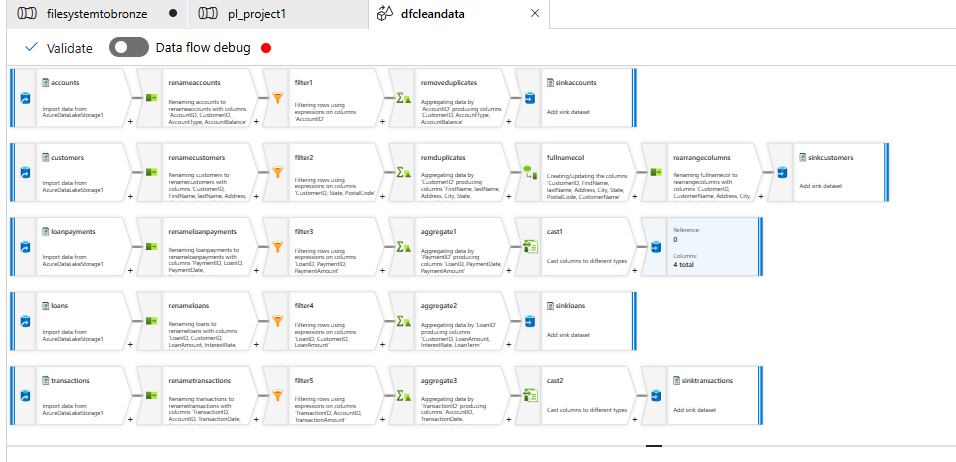 filesystemtobronze
pl_project1
dfcleandata
Validate
Data flow debug
accounts
Import data from
AzureDataLakeStorage1
+
renameaccounts
Renaming accounts to
renameaccounts with columns
'AccountID, CustomerID,
AccountType, AccountBalance'
+
filter1
Filtering rows using
expressions on columns
'AccountID'
+
removeduplicates
Aggregating data by
'AccountID' producing columns
'CustomerID, AccountType,
AccountBalance'
+
sinkaccounts
Add sink dataset
customers
Import data from
AzureDataLakeStorage1
+
renamecustomers
Renaming customers to
renamecustomers with
columns 'CustomerID,
FirstName, lastName, Address,
+
filter2
Filtering rows using
expressions on columns
'CustomerID, State, PostalCode'
+
remduplicates
Aggregating data by
'CustomerID' producing
columns 'FirstName, lastName,
Address, City, State,
+
fullnamecol
Creating/Updating the columns
'CustomerID, FirstName,
lastName, Address, City, State,
PostalCode, CustomerName'
+
rearrangecolumns
Renaming fullnamecol to
rearrangecolumns with
columns 'CustomerID,
CustomerName, Address, City,
+
sinkcustomers
Add sink dataset
loanpayments
Import data from
AzureDataLakeStorage1
+
renameloanpayments
Renaming loanpayments to
renameloanpayments with
columns 'PaymentID, LoanID,
PaymentDate,
+
filter3
Filtering rows using
expressions on columns
'LoanID, PaymentID,
PaymentAmount'
+
aggregate1
Aggregating data by
'PaymentID' producing
columns 'LoanID, PaymentDate,
PaymentAmount'
+
cast1
Cast columns to different types
+
Reference:
0
Columns:
4 total
loans
Import data from
AzureDataLakeStorage1
+
renameloans
Renaming loans to
renameloans with columns
'LoanID, CustomerID,
LoanAmount, InterestRate,
+
filter4
Filtering rows using
expressions on columns
'LoanID, CustomerID,
LoanAmount'
+
aggregate2
Aggregating data by 'LoanID'
producing columns
'CustomerID, LoanAmount,
InterestRate, LoanTerm'
+
sinkloans
Add sink dataset
transactions
Import data from
AzureDataLakeStorage1
+
renametransactions
Renaming transactions to
renametransactions with
columns 'TransactionID,
AccountID, TransactionDate,
+
filter5
Filtering rows using
expressions on columns
'TransactionID, AccountID,
TransactionAmount'
+
aggregate3
Aggregating data by
'TransactionID' producing
columns 'AccountID,
TransactionDate,
+
cast2
Cast columns to different types
+
sinktransactions
Add sink dataset